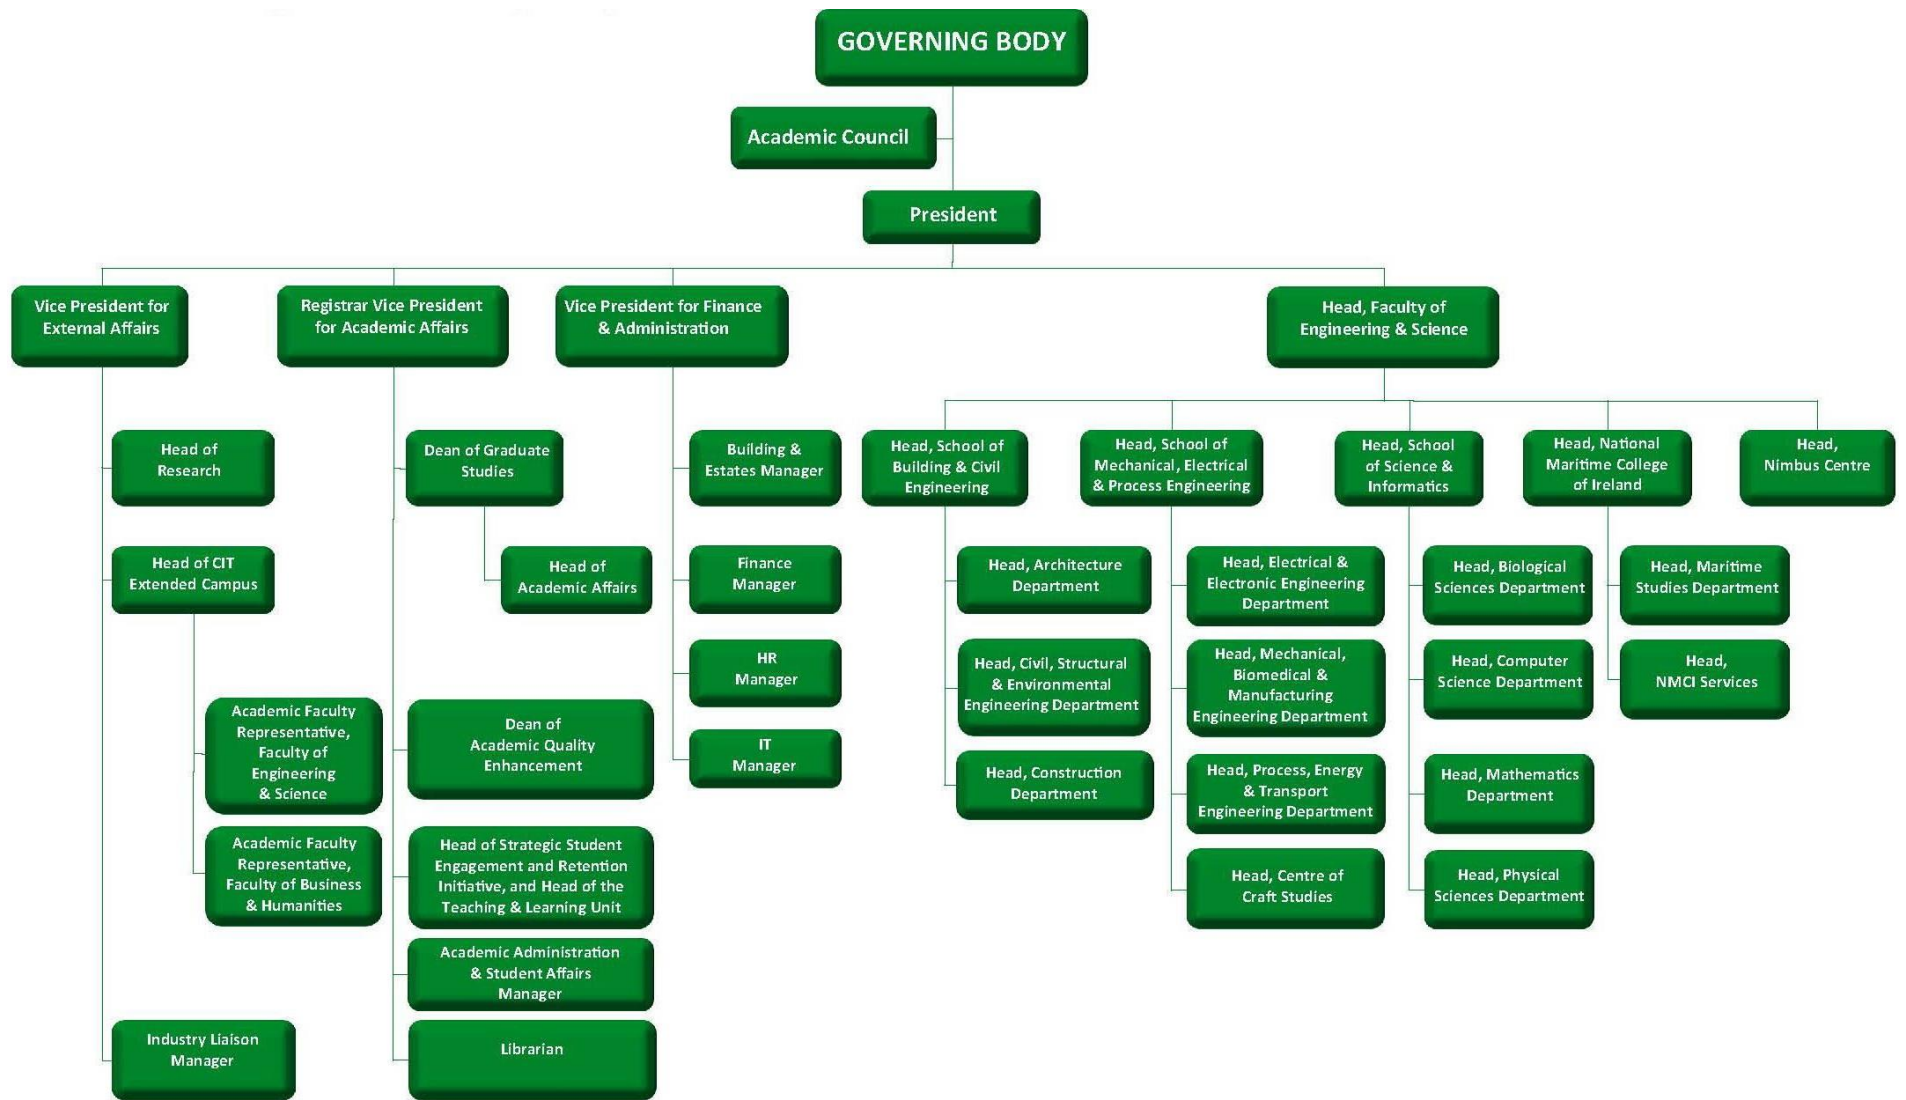 GOVERNING BODY
Academic Council
President
Vice President for
External Affairs
Registrar Vice President
for Academic Affairs
Vice President for Finance
& Administration
Head, Faculty of
Engineering & Science
Head of
Research
Dean of Graduate
Studies
Building &
Estates Manager
Head, School of
Building & Civil
Engineering
Head, School of
Mechanical, Electrical
& Process Engineering
Head, School
of Science &
Informatics
Head, National
Maritime College
of Ireland
Head,
Nimbus Centre
Head of CIT
Extended Campus
Head of
Academic Affairs
Finance
Manager
Head, Architecture
Department
Head, Electrical &
Electronic Engineering
Department
Head, Biological
Sciences Department
Head, Maritime
Studies Department
HR
Manager
Head, Civil, Structural
& Environmental
Engineering Department
Head, Mechanical,
Biomedical &
Manufacturing
Engineering Department
Head, Computer
Science Department
Head,
NMCI Services
Academic Faculty
Representative,
Faculty of
Engineering
& Science
Dean of
Academic Quality
Enhancement
IT
Manager
Head, Construction
Department
Head, Process, Energy
& Transport
Engineering Department
Head, Mathematics
Department
Academic Faculty
Representative,
Faculty of Business
& Humanities
Head of Strategic Student
Engagement and Retention
Initiative, and Head of the
Teaching & Learning Unit
Head, Centre of
Craft Studies
Head, Physical
Sciences Department
Academic Administration
& Student Affairs
Manager
Industry Liaison
Manager
Librarian